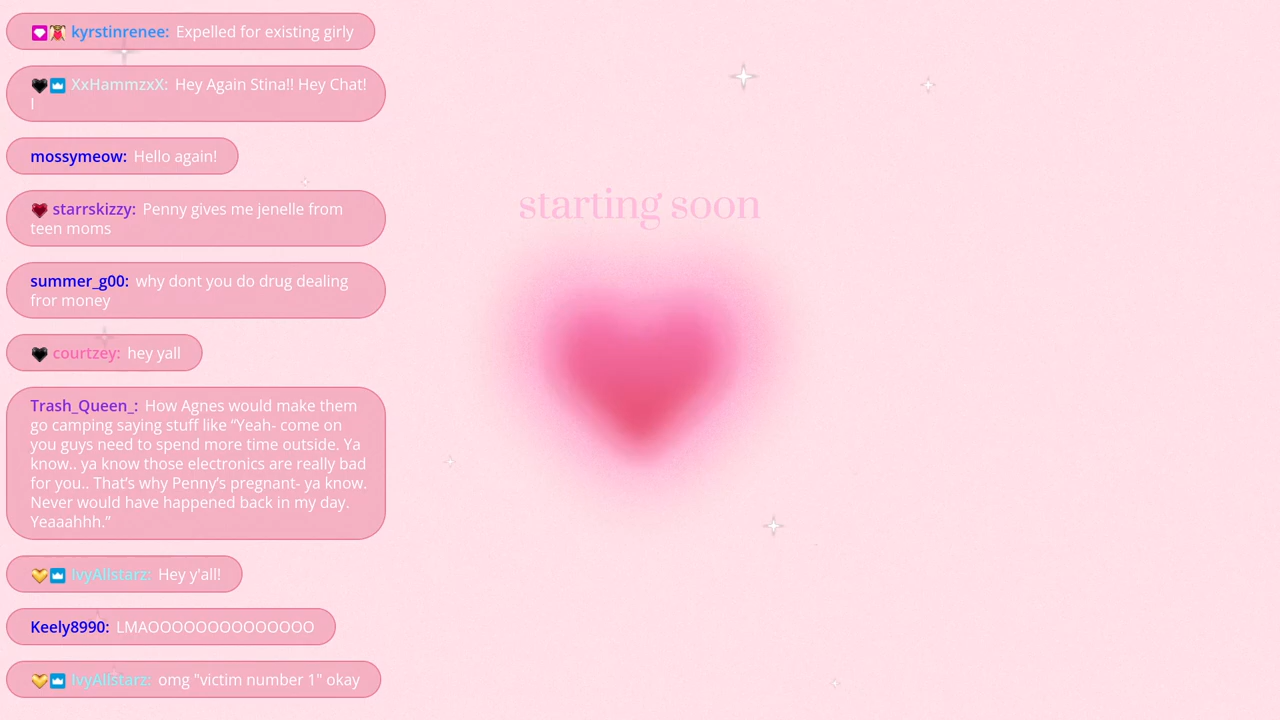 kyrstinrenee: Expelled for existing girly
XxHammzxX: Hey Again Stina!! Hey Chat!
I
mossymeow: Hello again!
starrskizzy: Penny gives me jenelle from
teen moms
summer_g00: why dont you do drug dealing
fror money
courtzey: hey yall
Trash_Queen_: How Agnes would make them
go camping saying stuff like “Yeah- come on
you guys need to spend more time outside. Ya
know.. ya know those electronics are really bad
for you.. That’s why Penny’s pregnant- ya know.
Never would have happened back in my day.
Yeaaahhh.”
IvyAllstarz: Hey y'all!
Keely8990: LMAOOOOOOOOOOOOOO
IvyAllstarz: omg "victim number 1" okay
starting soon